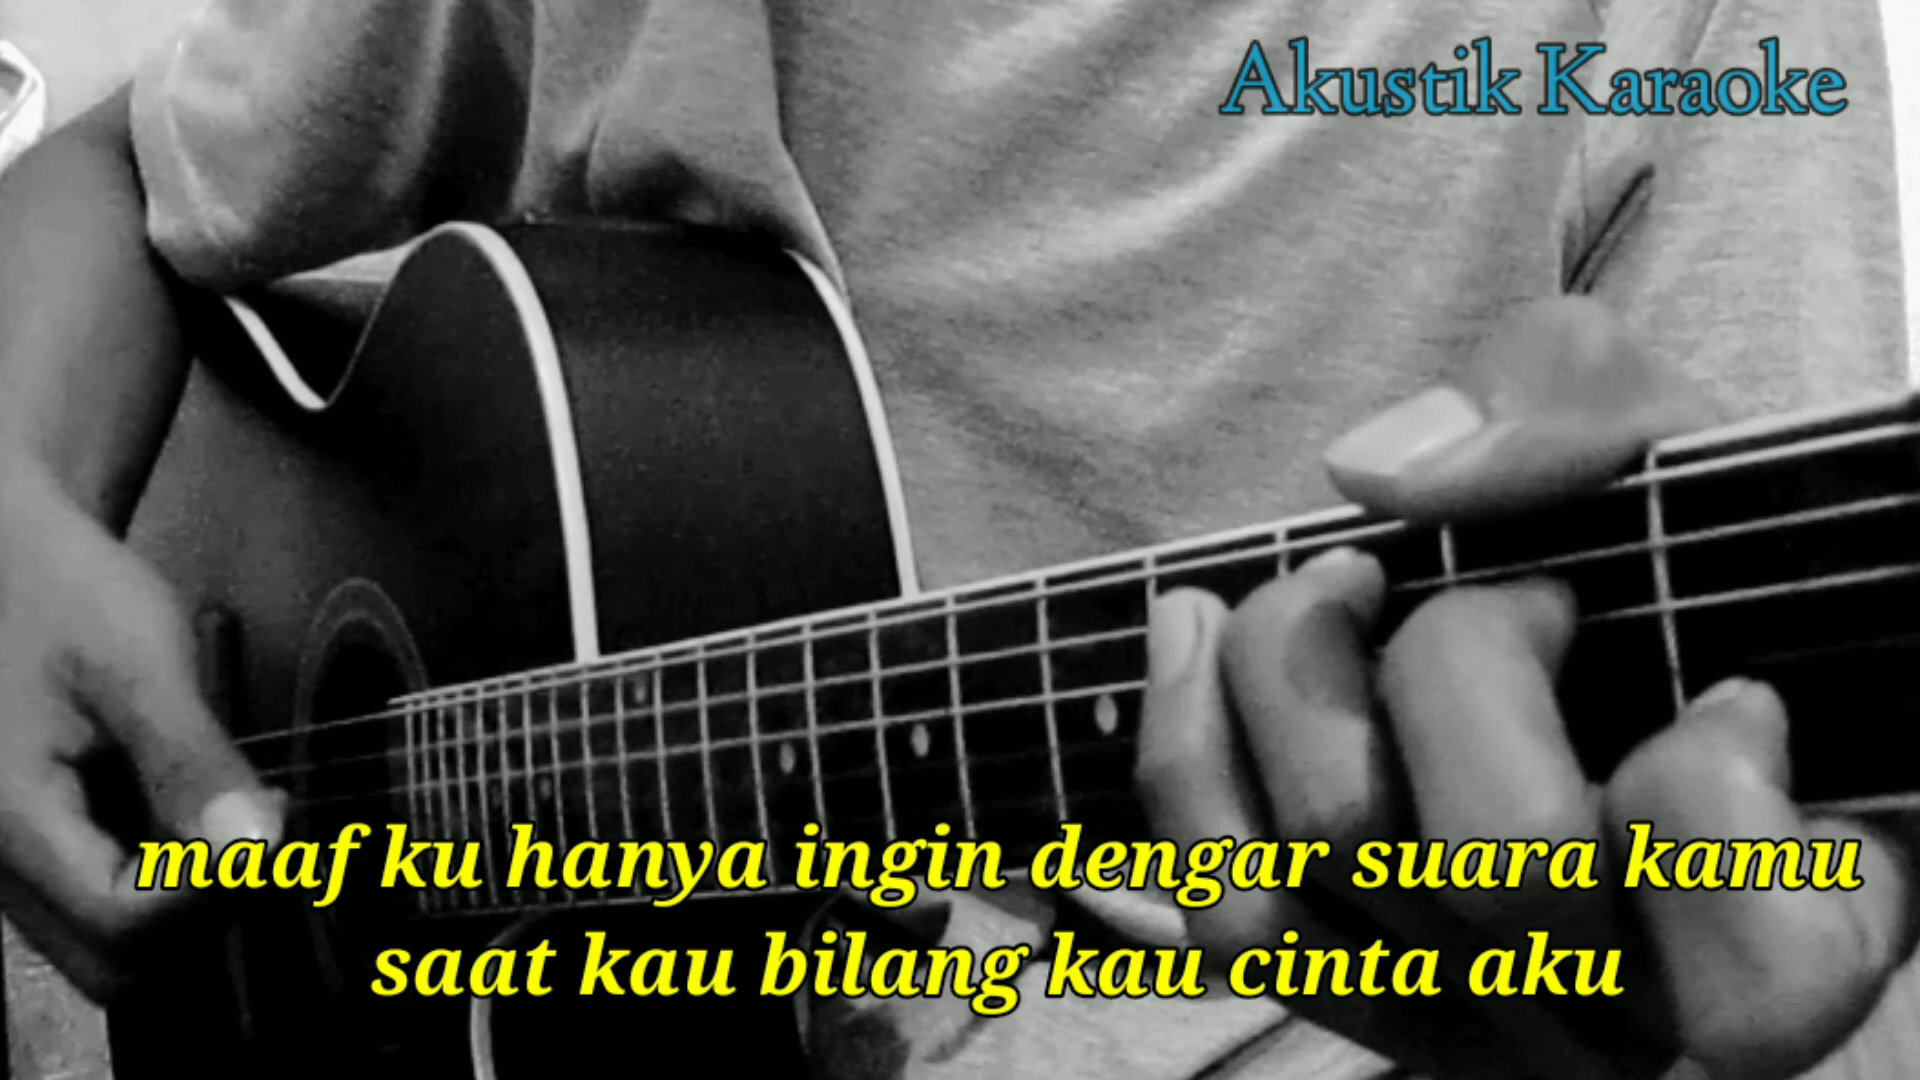 Akustik Karaoke
maaf ku hanya ingin dengar suara kamu
saat kau bilang kau cinta aku